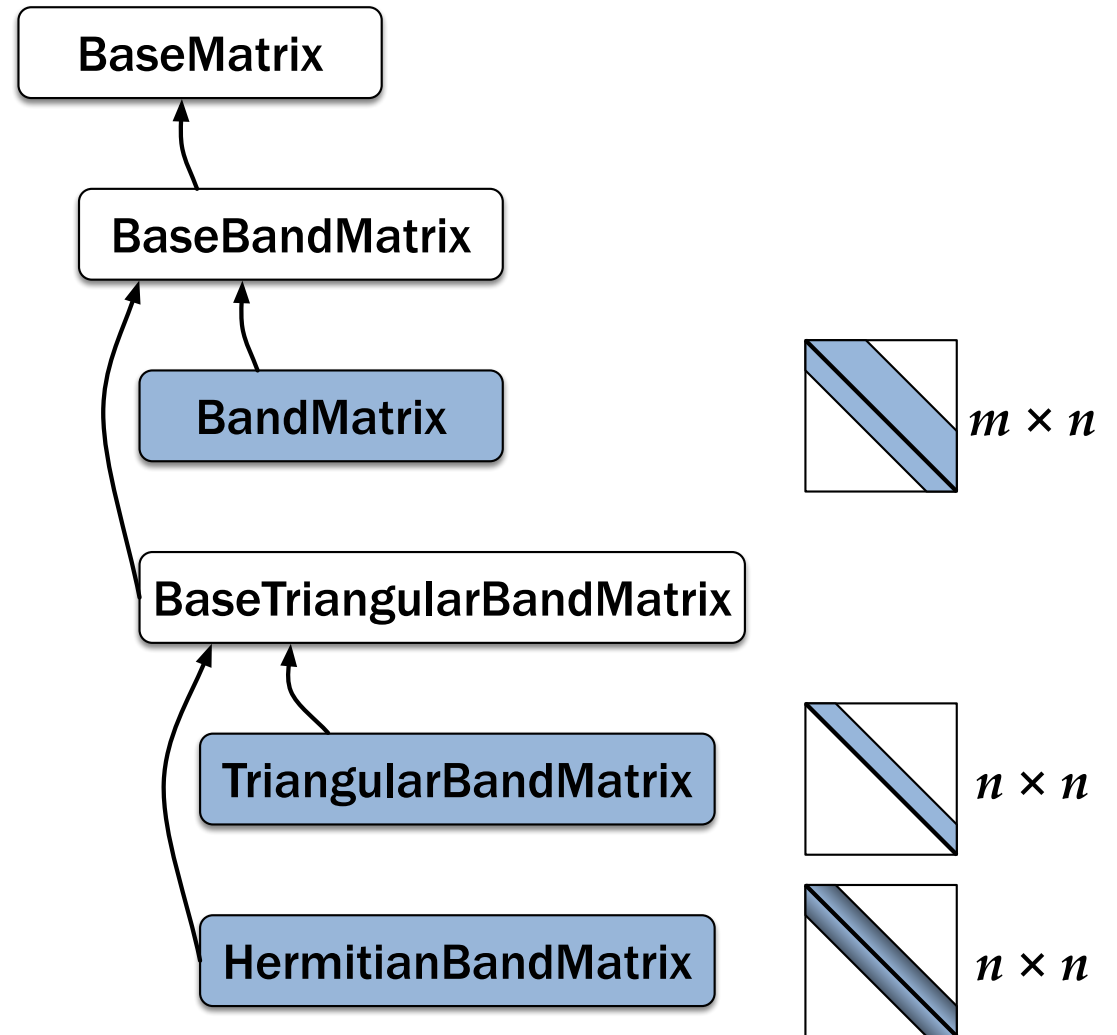 BaseMatrix
BaseBandMatrix
BandMatrix
m × n
BaseTriangularBandMatrix
TriangularBandMatrix
n × n
HermitianBandMatrix
n × n